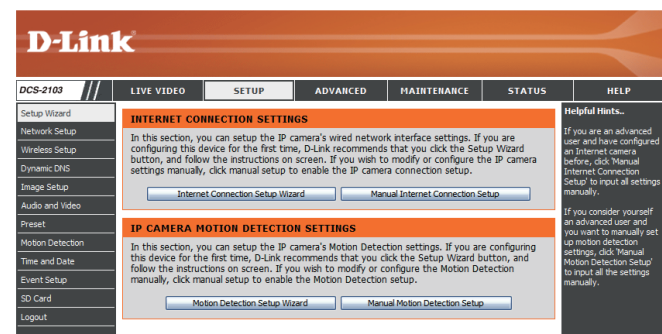 D-Link
DCS-2103
LIVE VIDEO
SETUP
ADVANCED
MAINTENANCE
STATUS
HELP
Setup Wizard
Network Setup
Wireless Setup
Dynamic DNS
Image Setup
Audio and Video
Preset
Motion Detection
Time and Date
Event Setup
SD Card
Logout
INTERNET CONNECTION SETTINGS
In this section, you can setup the IP camera's wired network interface settings. If you are
configuring this device for the first time, D-Link recommends that you click the Setup Wizard
button, and follow the instructions on screen. If you wish to modify or configure the IP camera
settings manually, click manual setup to enable the IP camera connection setup.
Internet Connection Setup Wizard
Manual Internet Connection Setup
IP CAMERA MOTION DETECTION SETTINGS
In this section, you can setup the IP camera's Motion Detection settings. If you are configuring
this device for the first time, D-Link recommends that you click the Setup Wizard button, and
follow the instructions on screen. If you wish to modify or configure the Motion Detection
manually, click manual setup to enable the Motion Detection setup.
Motion Detection Setup Wizard
Manual Motion Detection Setup
Helpful Hints..
If you are an advanced
user and have configured
an Internet camera
before, click 'Manual
Internet Connection
Setup' to input all settings
manually.
If you consider yourself
an advanced user and
you want to manually set
up motion detection
settings, click 'Manual
Motion Detection Setup'
to input all the settings
manually.